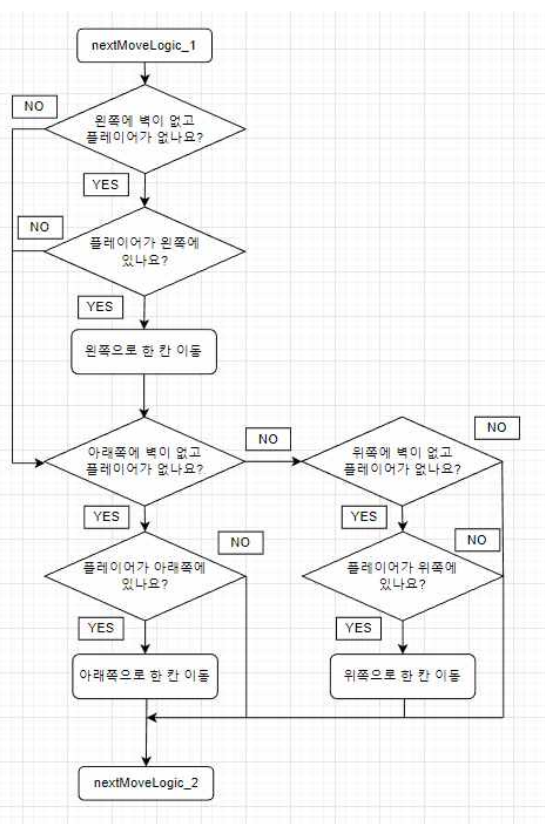 nextMoveLogic_1
NO
왼쪽에 벽이 없고
플레이어가 없나요?
YES
NO
플레이어가 왼쪽에
있나요?
YES
왼쪽으로 한 칸 이동
아래쪽에 벽이 없고
플레이어가 없나요?
NO
위쪽에 벽이 없고
플레이어가 없나요?
NO
YES
YES
NO
NO
플레이어가 아래쪽에
있나요?
플레이어가 위쪽에
있나요?
YES
YES
아래쪽으로 한 칸 이동
위쪽으로 한 칸 이동
nextMoveLogic_2